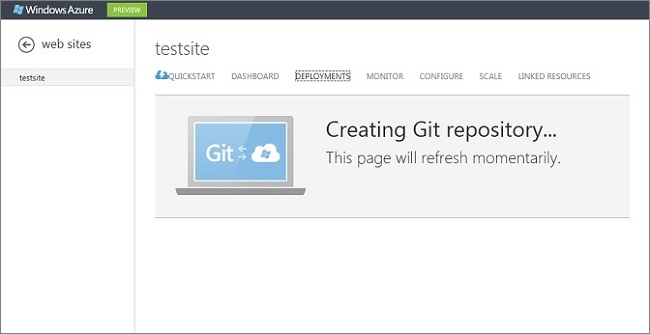 Windows Azure PREVIEW
web sites
testsite
testsite
QUICKSTART DASHBOARD DEPLOYMENTS MONITOR CONFIGURE SCALE LINKED RESOURCES
Git
Creating Git repository...
This page will refresh momentarily.